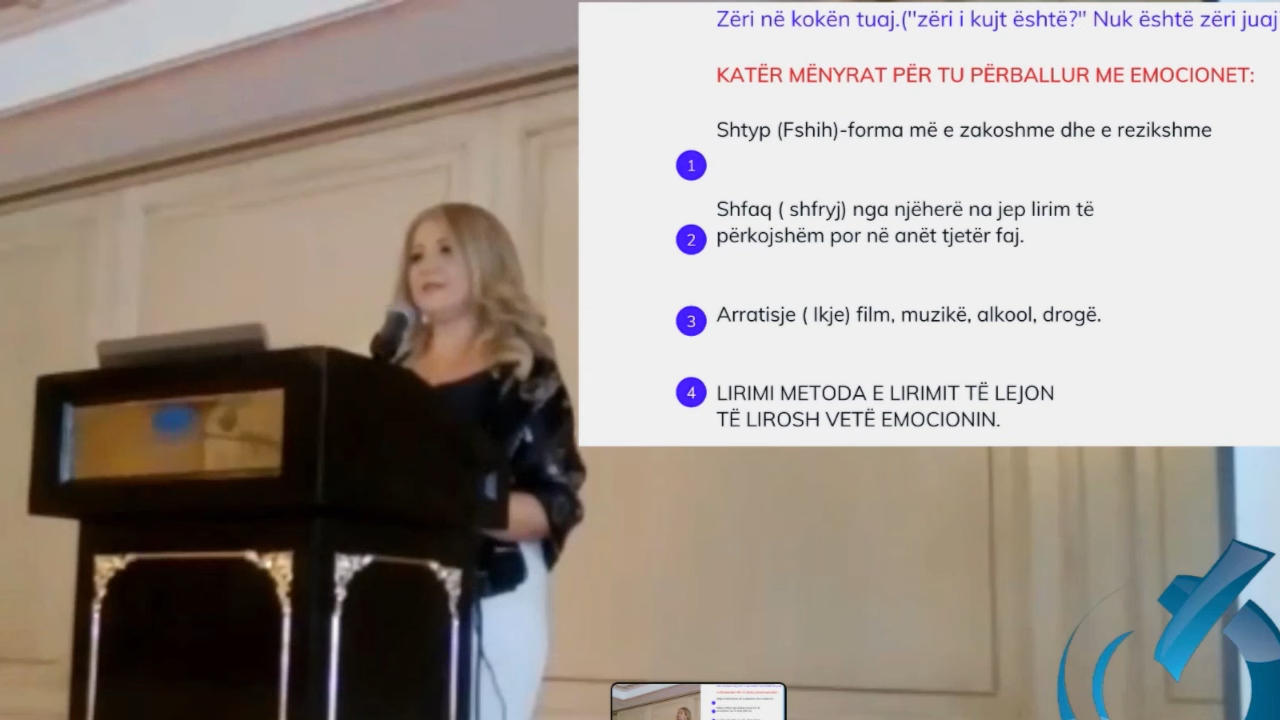 Zëri në kokën tuaj.("zëri i kujt është?" Nuk është zëri juaj
KATËR MËNYRAT PËR TU PËRBALLUR ME EMOCIONET:
Shtyp (Fshih)-forma më e zakoshme dhe e rezikshme
1
Shfaq ( shfryj) nga njëherë na jep lirim të
2 përkojshëm por në anët tjetër faj.
3 Arratisje ( Ikje) film, muzikë, alkool, drogë.
4 LIRIMI METODA E LIRIMIT TË LEJON
TË LIROSH VETË EMOCIONIN.